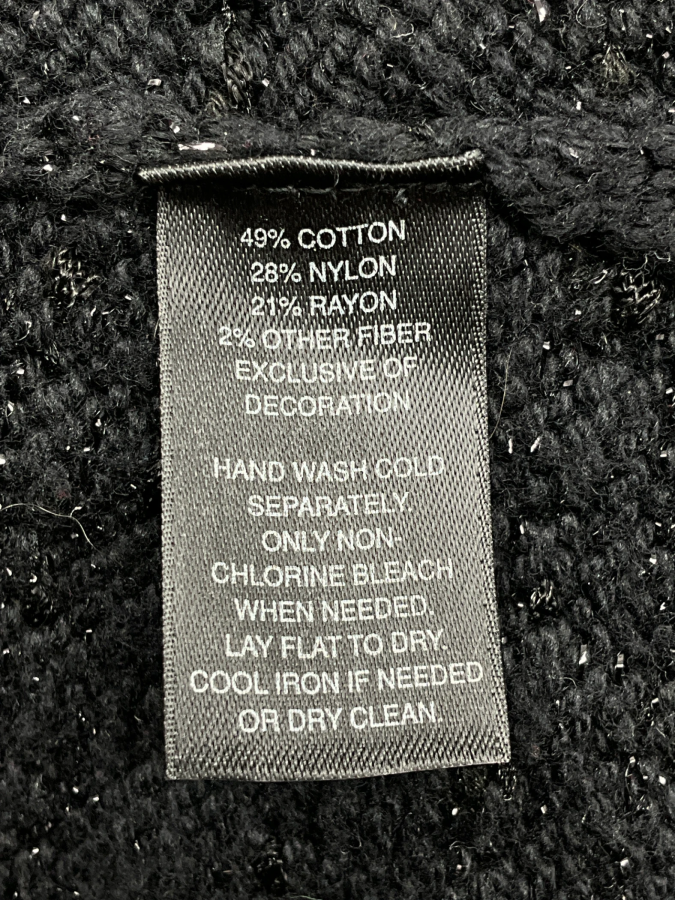 49% COTTON
28% NYLON
21% RAYON
2% OTHER FIBER
EXCLUSIVE OF
DECORATION
HAND WASH COLD
SEPARATELY.
ONLY NON-
CHLORINE BLEACH
WHEN NEEDED.
LAY FLAT TO DRY.
COOL IRON IF NEEDED
OR DRY CLEAN.